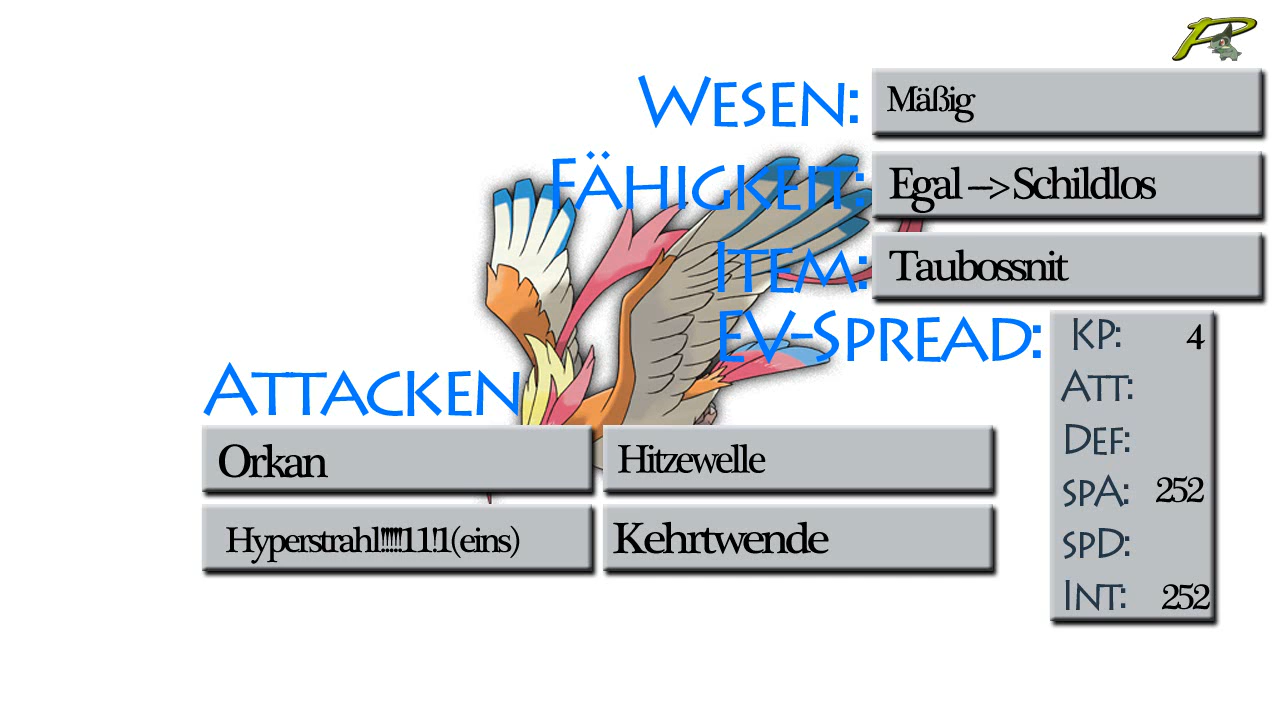 P
Wesen: Mäßig
Fähigkeit: Egal --> Schildlos
Item: Taubossnit
EV-Spread:
KP: 4
Att:
Def:
spA: 252
spD:
Int: 252
Attacken
Orkan
Hitzewelle
Hyperstrahl!!!!!11!1(eins)
Kehrtwende